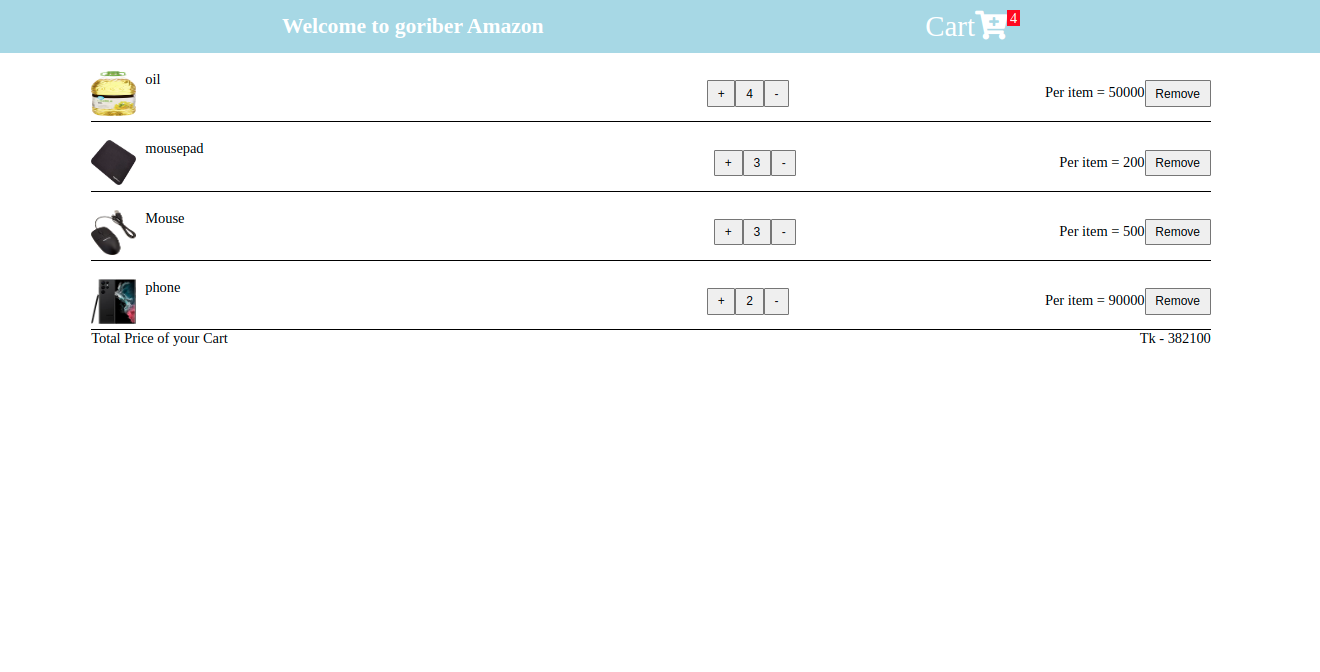 Welcome to goriber Amazon Cart 4
oil + 4 - Per item = 50000 Remove
mousepad + 3 - Per item = 200 Remove
Mouse + 3 - Per item = 500 Remove
phone + 2 - Per item = 90000 Remove
Total Price of your Cart Tk - 382100